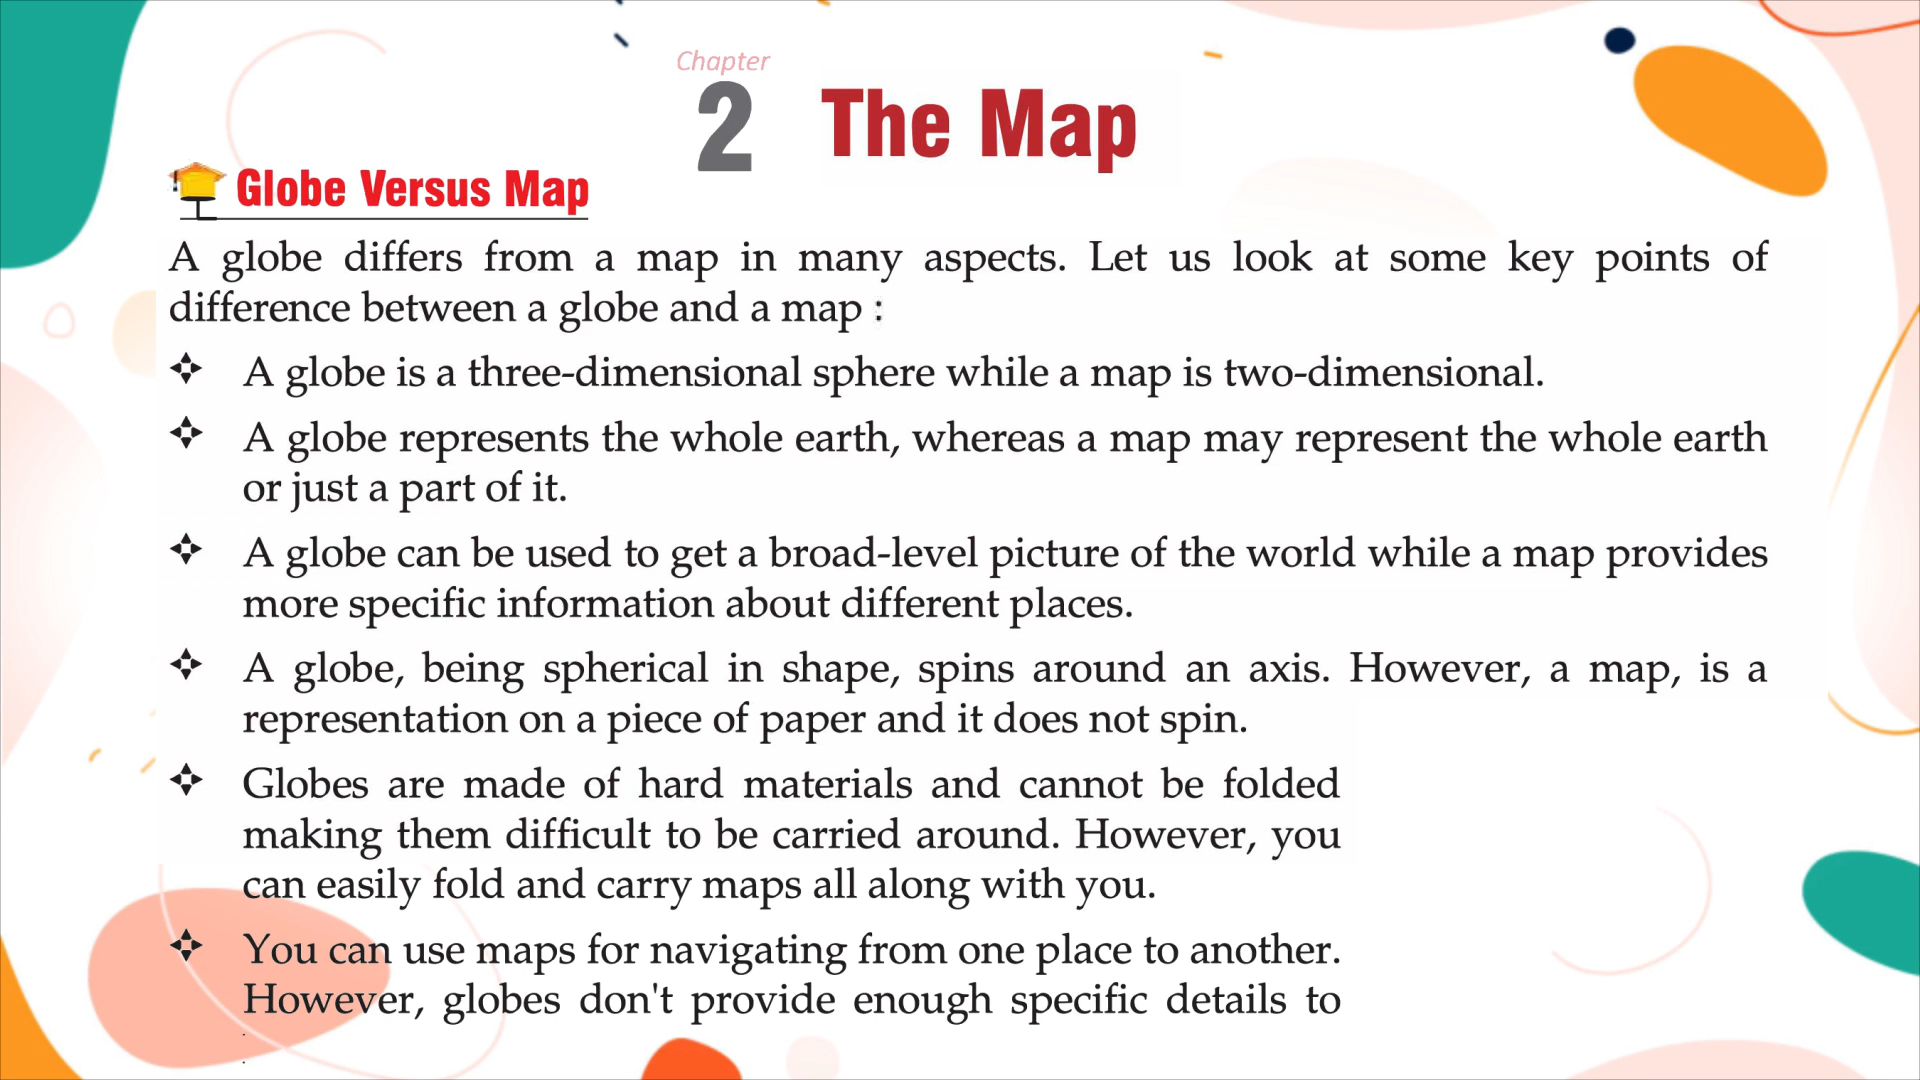 Chapter
2 The Map
Globe Versus Map
A globe differs from a map in many aspects. Let us look at some key points of
difference between a globe and a map :
❖ A globe is a three-dimensional sphere while a map is two-dimensional.
❖ A globe represents the whole earth, whereas a map may represent the whole earth
or just a part of it.
❖ A globe can be used to get a broad-level picture of the world while a map provides
more specific information about different places.
❖ A globe, being spherical in shape, spins around an axis. However, a map, is a
representation on a piece of paper and it does not spin.
❖ Globes are made of hard materials and cannot be folded
making them difficult to be carried around. However, you
can easily fold and carry maps all along with you.
❖ You can use maps for navigating from one place to another.
However, globes don't provide enough specific details to